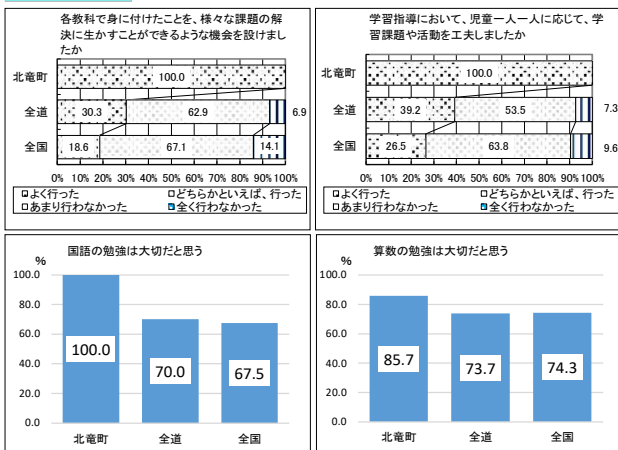 各教科で身に付けたことを、様々な課題の解
決に生かすことができるような機会を設けまし
たか
北竜町 100.0
全道 30.3 62.9 6.9
全国 18.6 67.1 14.1
0% 10% 20% 30% 40% 50% 60% 70% 80% 90% 100%
よく行った どちらかといえば、行った
あまり行わなかった 全く行わなかった
学習指導において、児童一人一人に応じて、学
習課題や活動を工夫しましたか
北竜町 100.0
全道 39.2 53.5 7.3
全国 26.5 63.8 9.6
0% 10% 20% 30% 40% 50% 60% 70% 80% 90% 100%
よく行った どちらかといえば、行った
あまり行わなかった 全く行わなかった
国語の勉強は大切だと思う
%
100.0
80.0
60.0
40.0
20.0
0.0
100.0 70.0 67.5
北竜町 全道 全国
算数の勉強は大切だと思う
%
100.0
80.0
60.0
40.0
20.0
0.0
85.7 73.7 74.3
北竜町 全道 全国